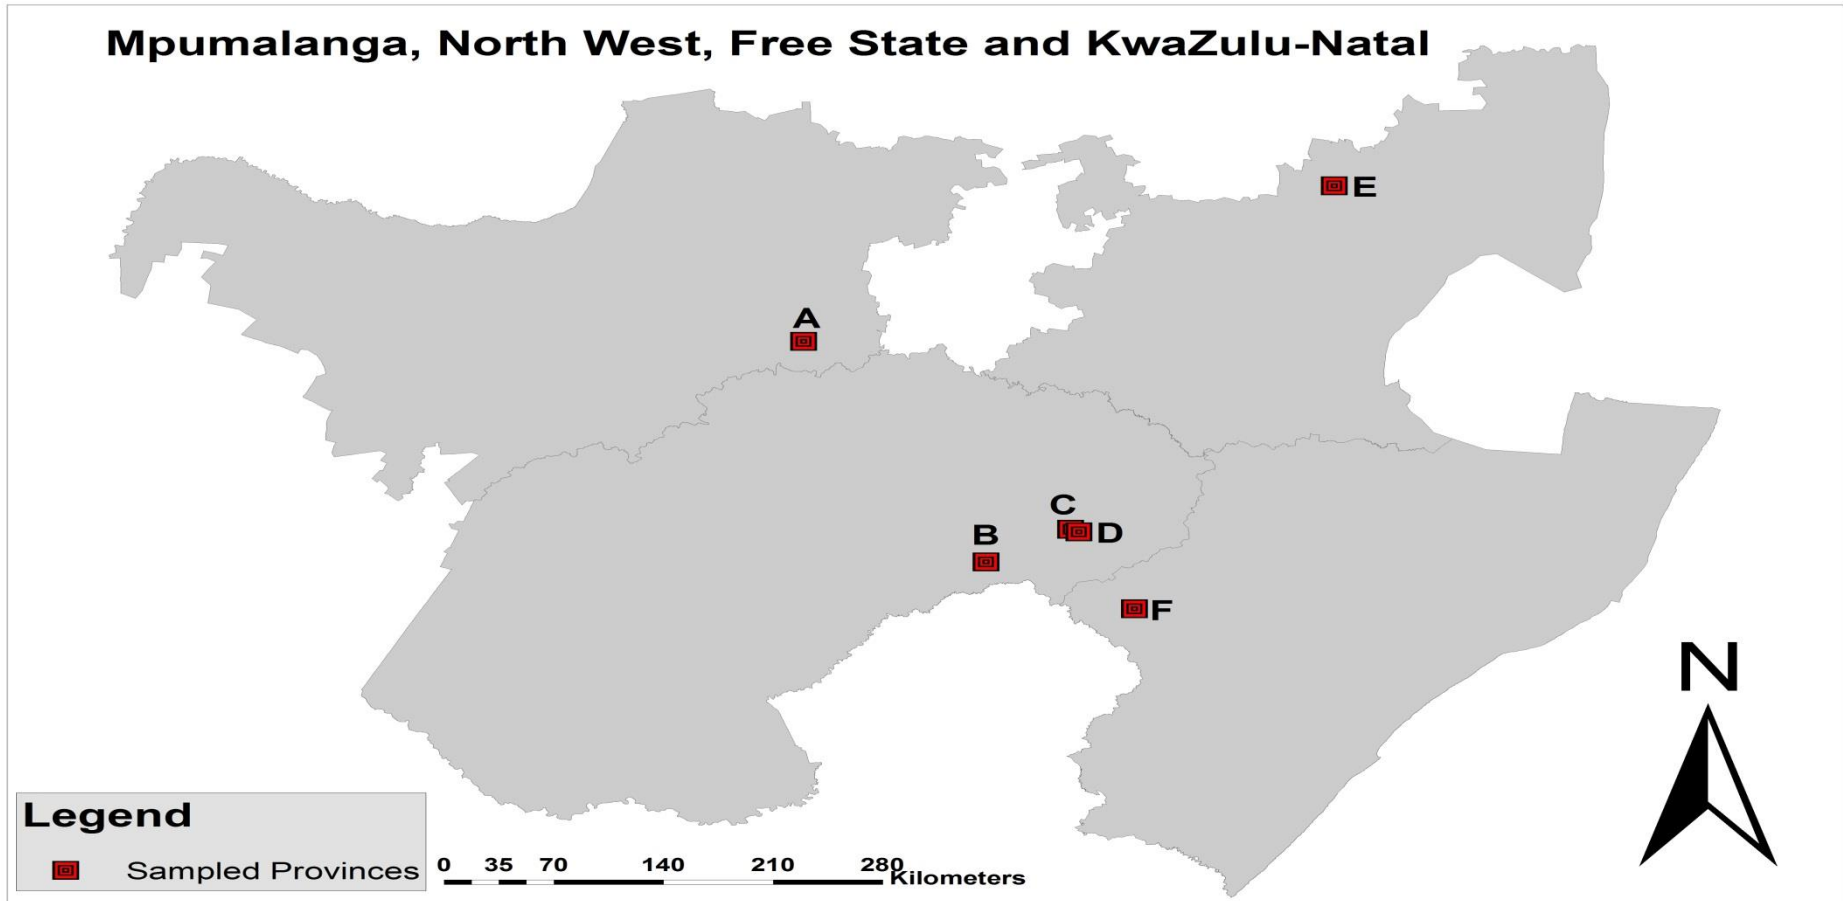 Mpumalanga, North West, Free State and KwaZulu-Natal
E
A
C
D
B
F
N
Legend
Sampled Provinces
0 35 70 140 210 280
Kilometers